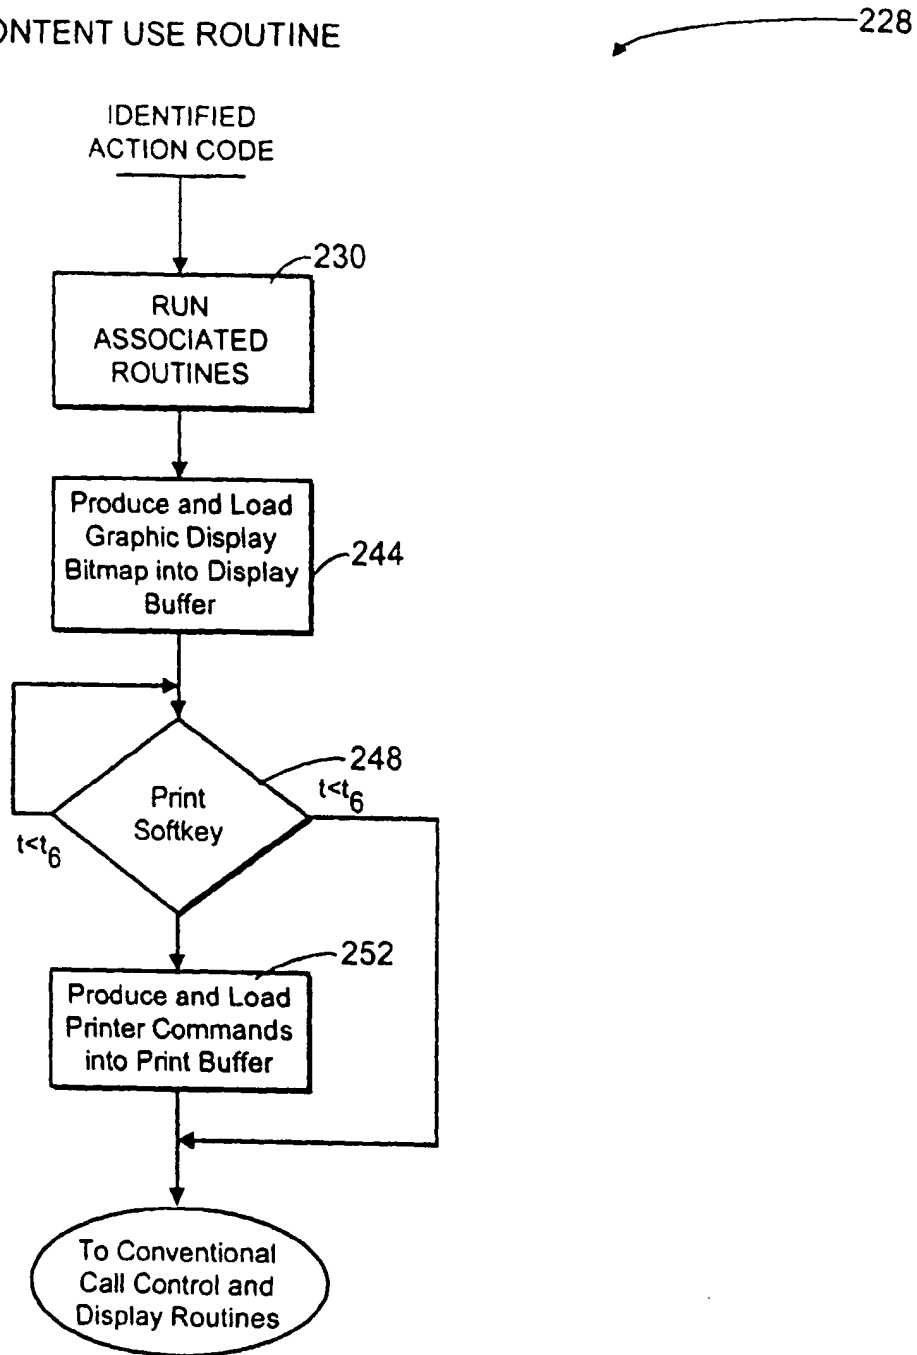 ONTENT USE ROUTINE
228
IDENTIFIED
ACTION CODE
230
RUN
ASSOCIATED
ROUTINES
Produce and Load
Graphic Display
Bitmap into Display
Buffer
244
248
t<t6
Print
Softkey
t<t6
252
Produce and Load
Printer Commands
into Print Buffer
To Conventional
Call Control and
Display Routines